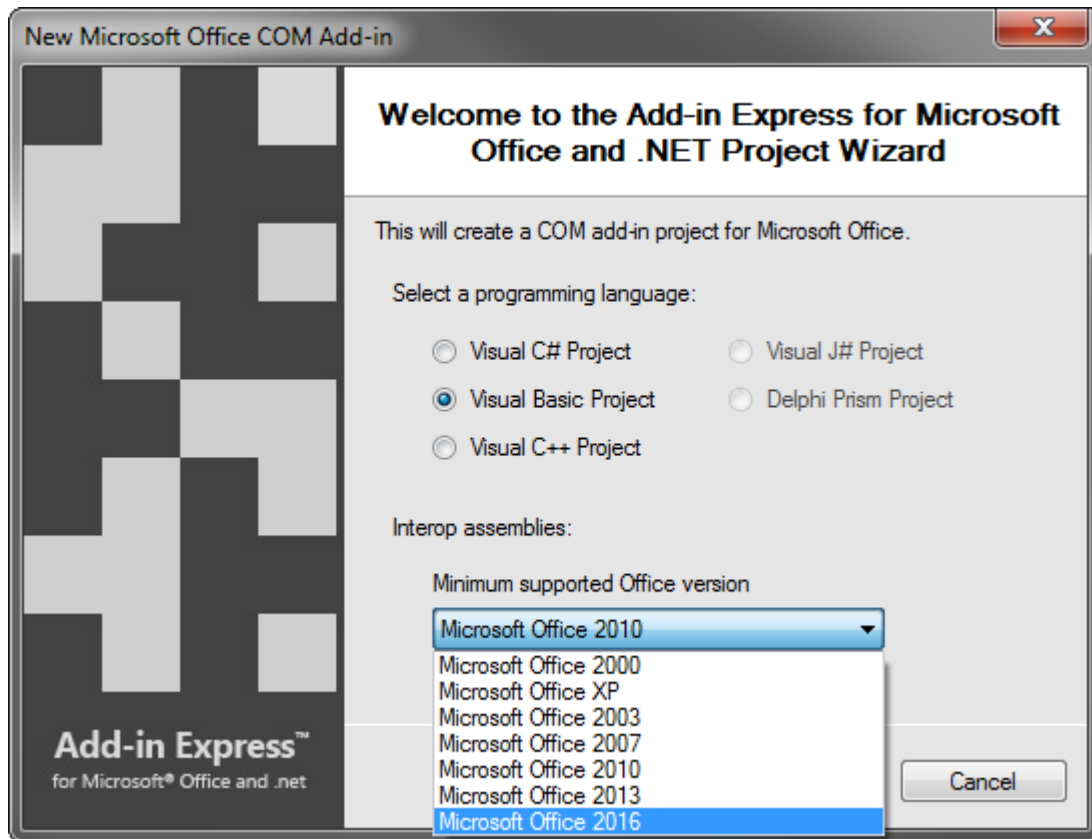 New Microsoft Office COM Add-in
Welcome to the Add-in Express for Microsoft
Office and .NET Project Wizard
This will create a COM add-in project for Microsoft Office.
Select a programming language:
Visual C# Project
Visual J# Project
Visual Basic Project
Delphi Prism Project
Visual C++ Project
Interop assemblies:
Minimum supported Office version
Microsoft Office 2010
Microsoft Office 2000
Microsoft Office XP
Microsoft Office 2003
Microsoft Office 2007
Microsoft Office 2010
Microsoft Office 2013
Microsoft Office 2016
Add-in Express™
for Microsoft® Office and .net
Cancel